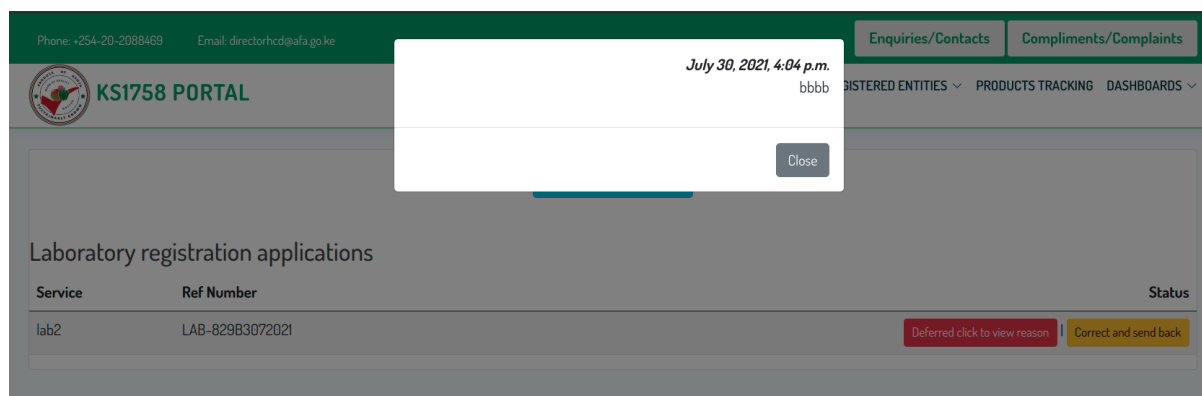 Phone: +254-20-2088469 Email: directorhcd@afa.go.ke
Enquiries/Contacts Compliments/Complaints
July 30, 2021, 4:04 p.m.
bbbb
KS1758 PORTAL
GISTERED ENTITIES PRODUCTS TRACKING DASHBOARDS
Close
Laboratory registration applications
Service Ref Number Status
lab2 LAB-829B3072021 Deferred click to view reason | Correct and send back